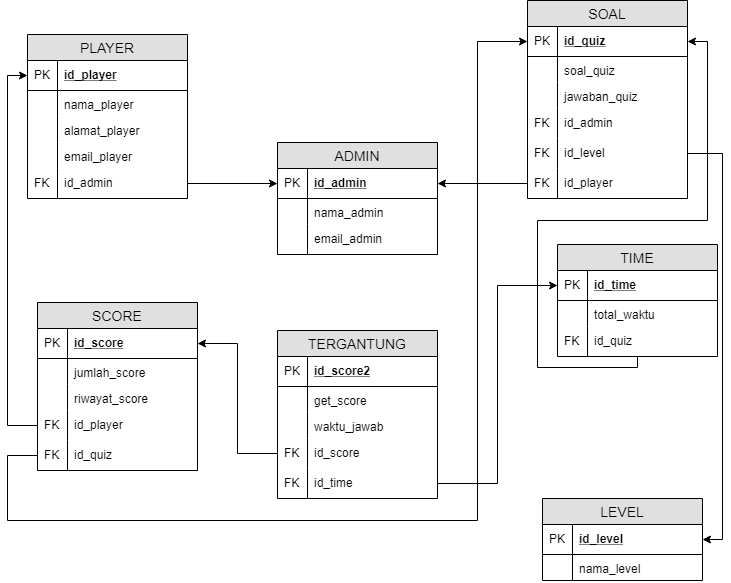 PLAYER
PK id_player
nama_player
alamat_player
email_player
FK id_admin
ADMIN
PK id_admin
nama_admin
email_admin
SOAL
PK id_quiz
soal_quiz
jawaban_quiz
FK id_admin
FK id_level
FK id_player
TIME
PK id_time
total_waktu
FK id_quiz
SCORE
PK id_score
jumlah_score
riwayat_score
FK id_player
FK id_quiz
TERGANTUNG
PK id_score2
get_score
waktu_jawab
FK id_score
FK id_time
LEVEL
PK id_level
nama_level